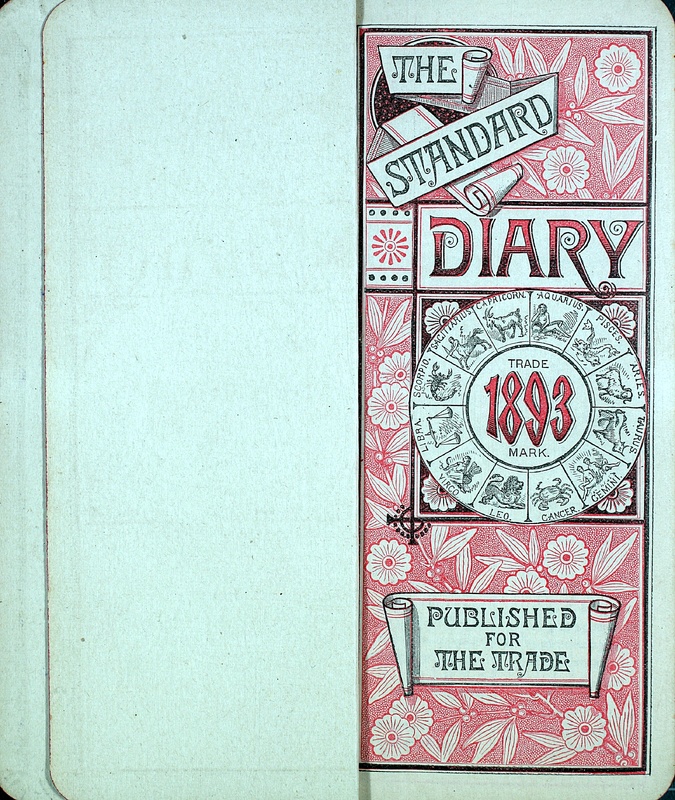 THE
STANDARD
DIARY
CAPRICORN. AQUARIUS. PISCES. ARIES. TAURUS. GEMINI CANCER. LEO. VIRGO LIBRA. SCORPIO. SAGITTARIUS
TRADE
1893
MARK.
PUBLISHED
FOR
THE TRADE